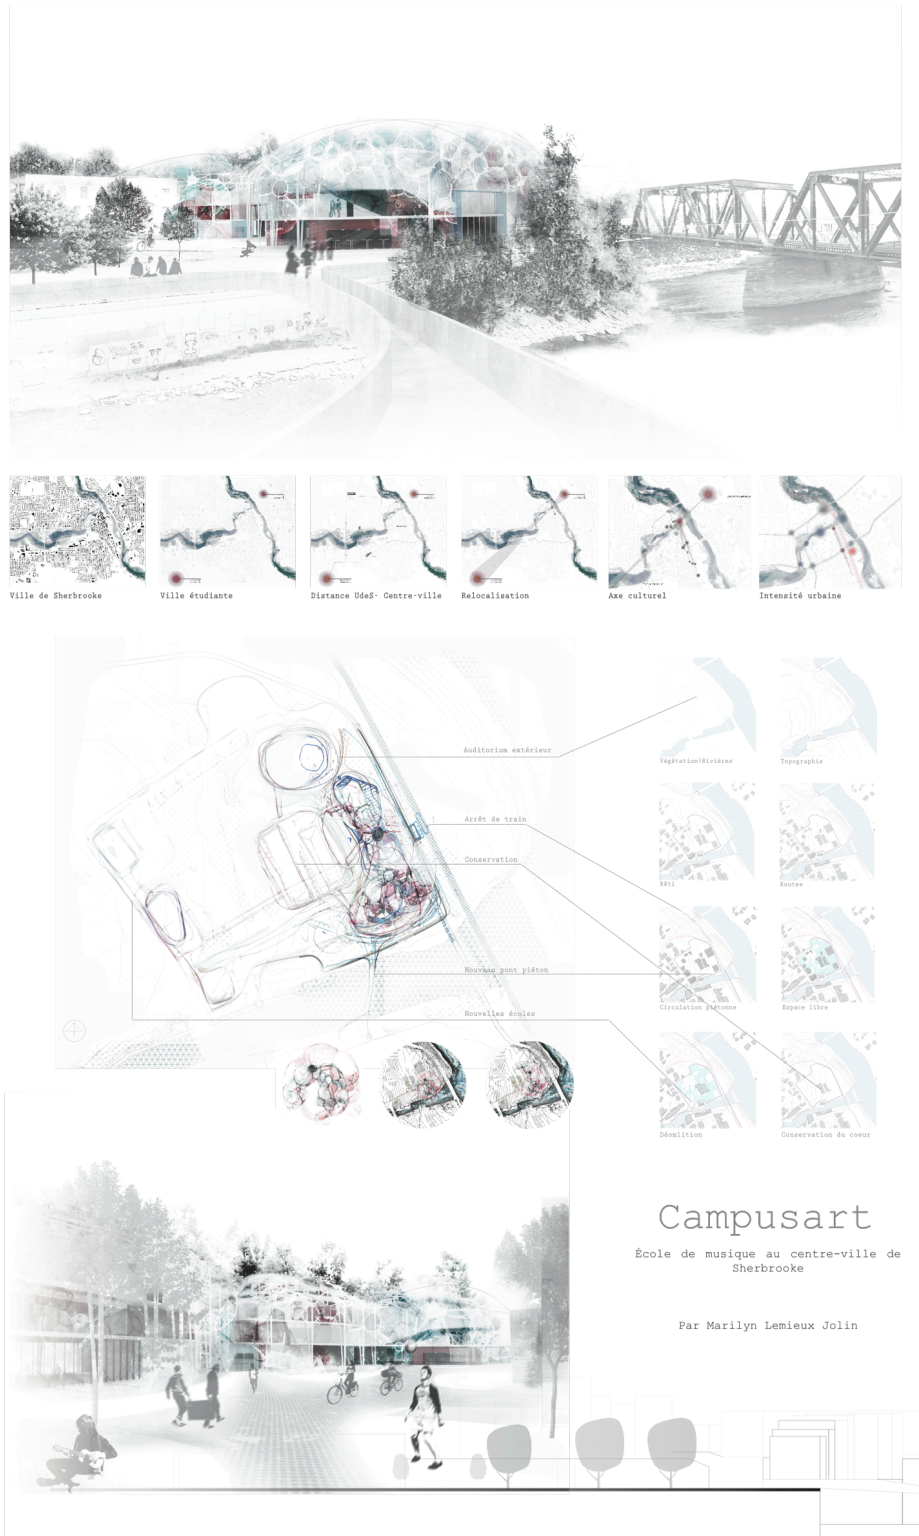 Ville de Sherbrooke
Ville étudiante
Distance UdeS- Centre-ville
Relocalisation
Axe culturel
Intensité urbaine
Auditorium extérieur
Arrêt de train
Conservation
Nouveau pont piéton
Nouvelles écoles
Végétation\Rivières
Topographie
Bâti
Routes
Circulation piétonne
Espace libre
Déomlition
Conservation du coeur
Campusart
École de musique au centre-ville de
Sherbrooke
Par Marilyn Lemieux Jolin